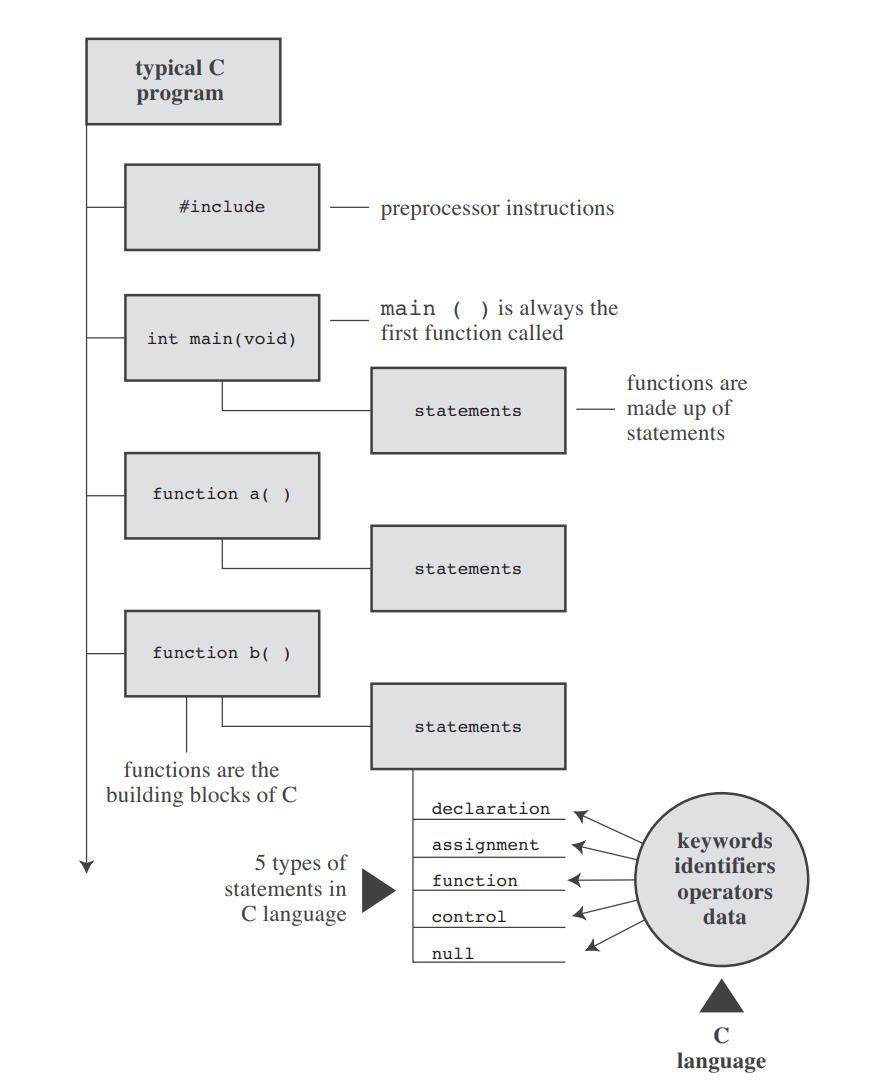 typical C
program
#include
preprocessor instructions
int main(void)
main ( ) is always the
first function called
statements
functions are
made up of
statements
function a( )
statements
function b( )
statements
functions are the
building blocks of C
5 types of
statements in
C language
declaration
assignment
function
control
null
keywords
identifiers
operators
data
C
language